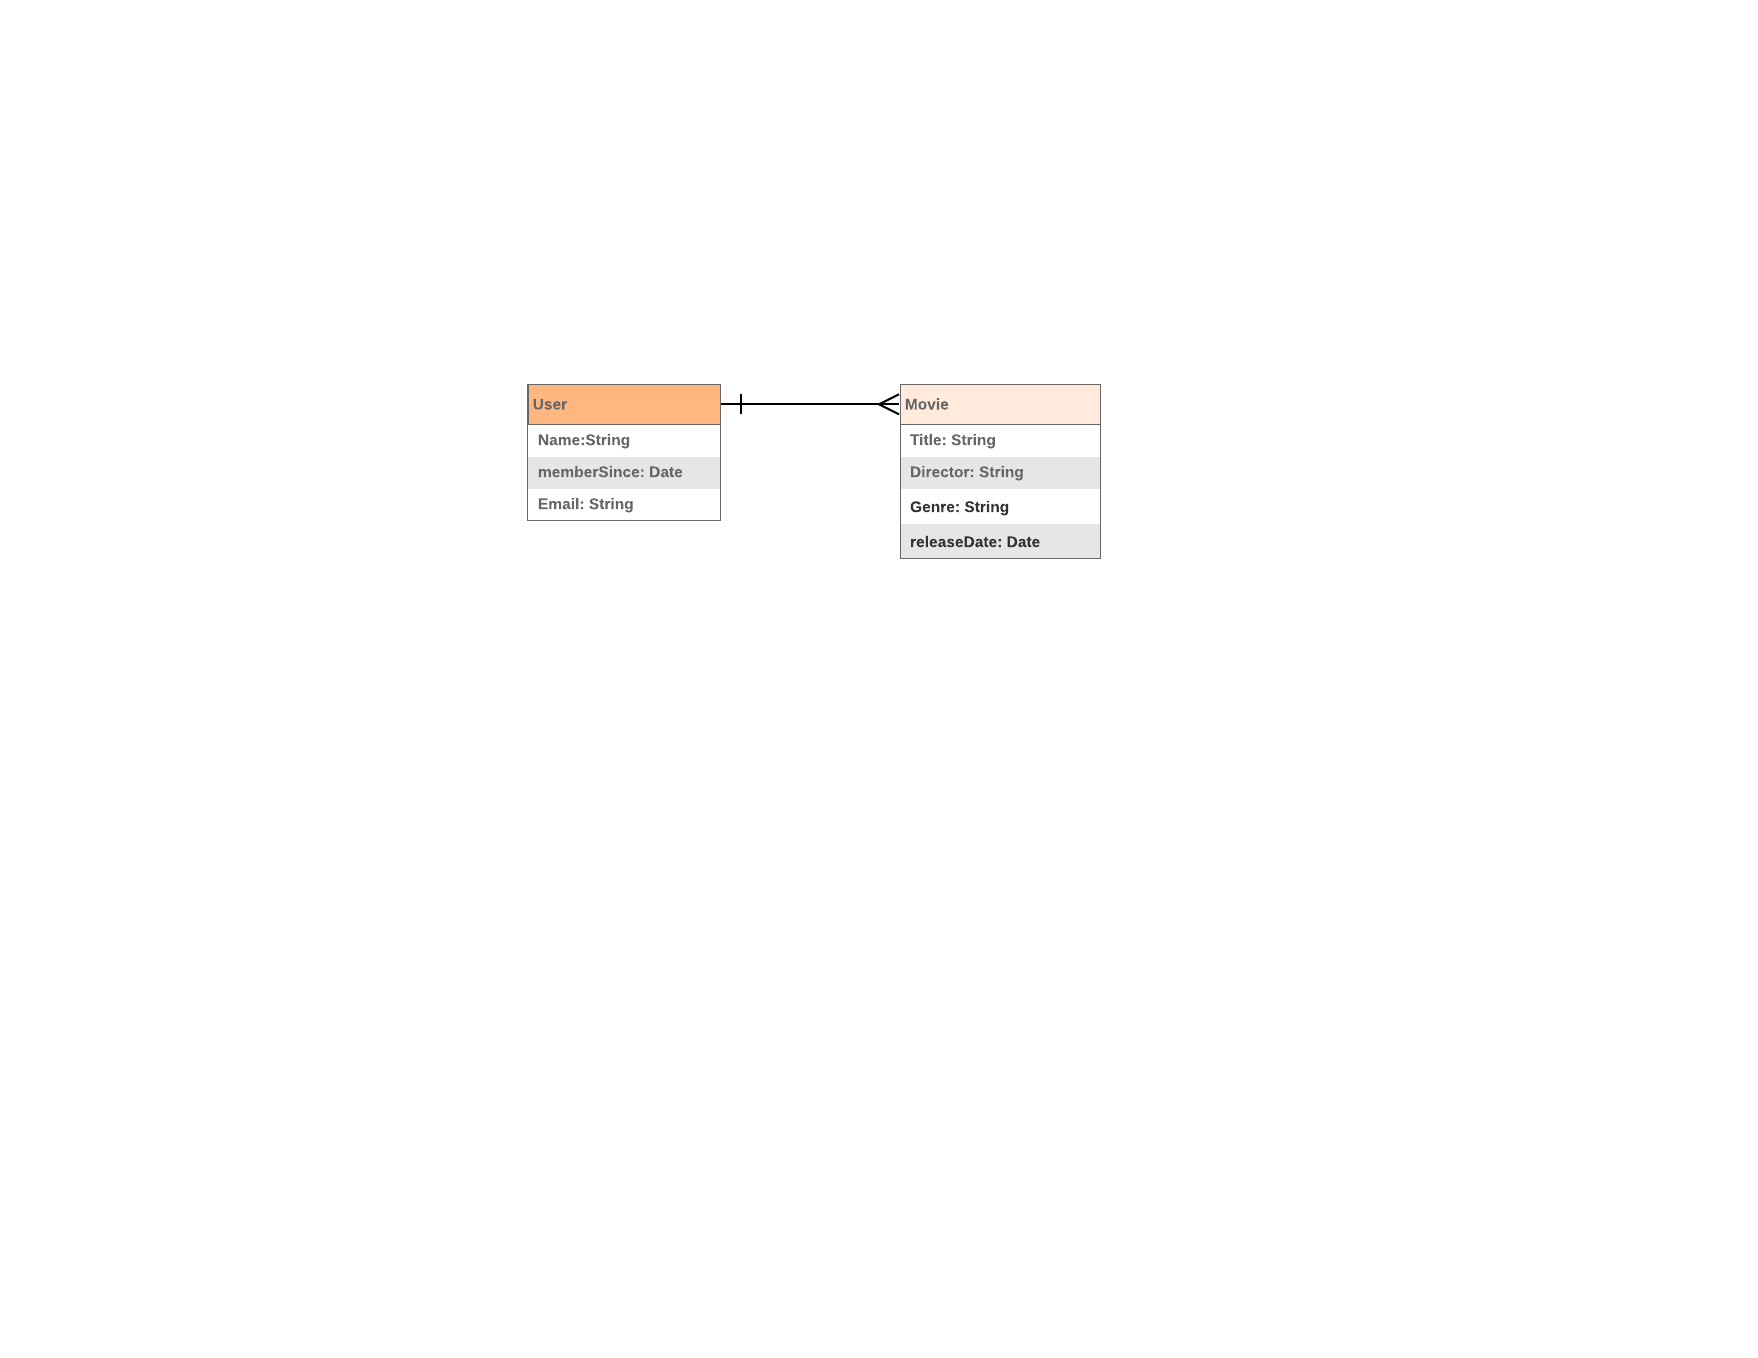 User
Name:String
memberSince: Date
Email: String
Movie
Title: String
Director: String
Genre: String
releaseDate: Date